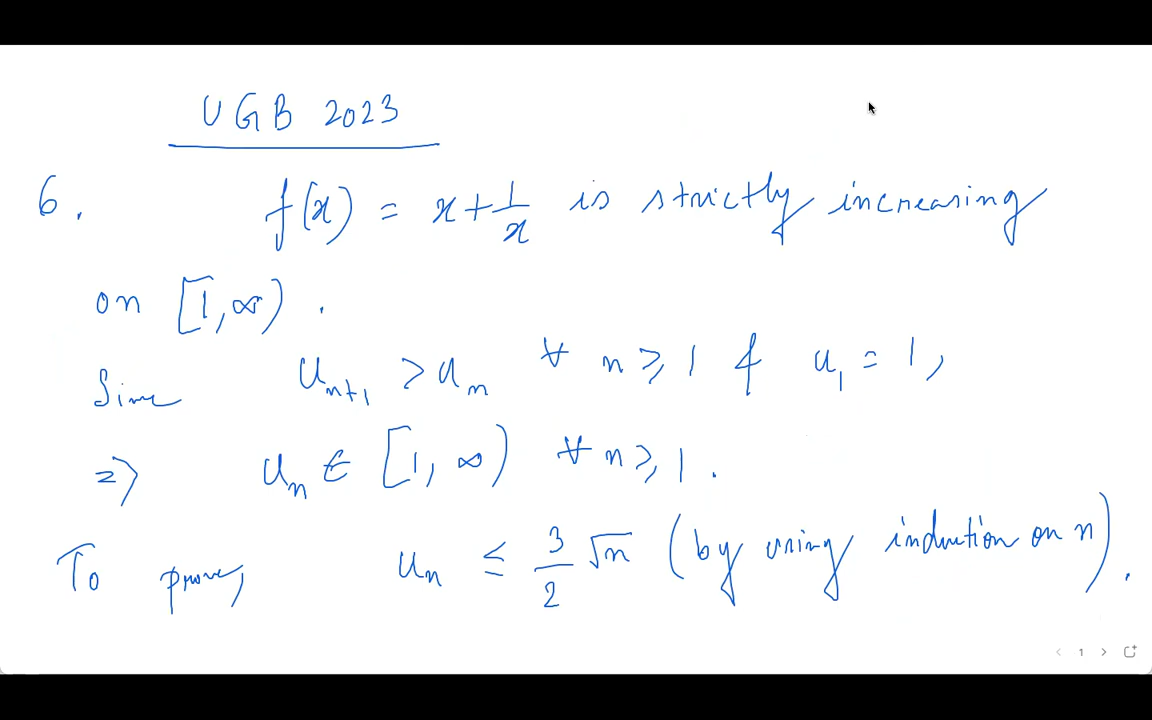 UGB 2023
6. f(x) = x + 1/x is strictly increasing
on [1, ∞).
Since u_{n+1} > u_n ∀ n ≥ 1 & u_1 = 1,
=> u_n ∈ [1, ∞) ∀ n ≥ 1.
To prove, u_n ≤ 3/2 √n (by using induction on n).
1